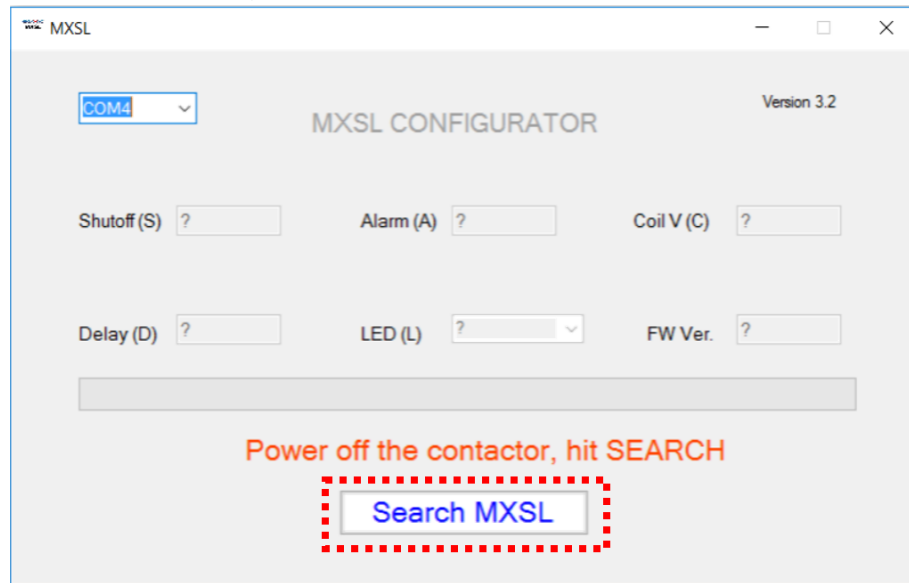 MXSL
COM4
Version 3.2
MXSL CONFIGURATOR
Shutoff (S) ? Alarm (A) ? Coil V (C) ?
Delay (D) ? LED (L) ? FW Ver. ?
Power off the contactor, hit SEARCH
Search MXSL